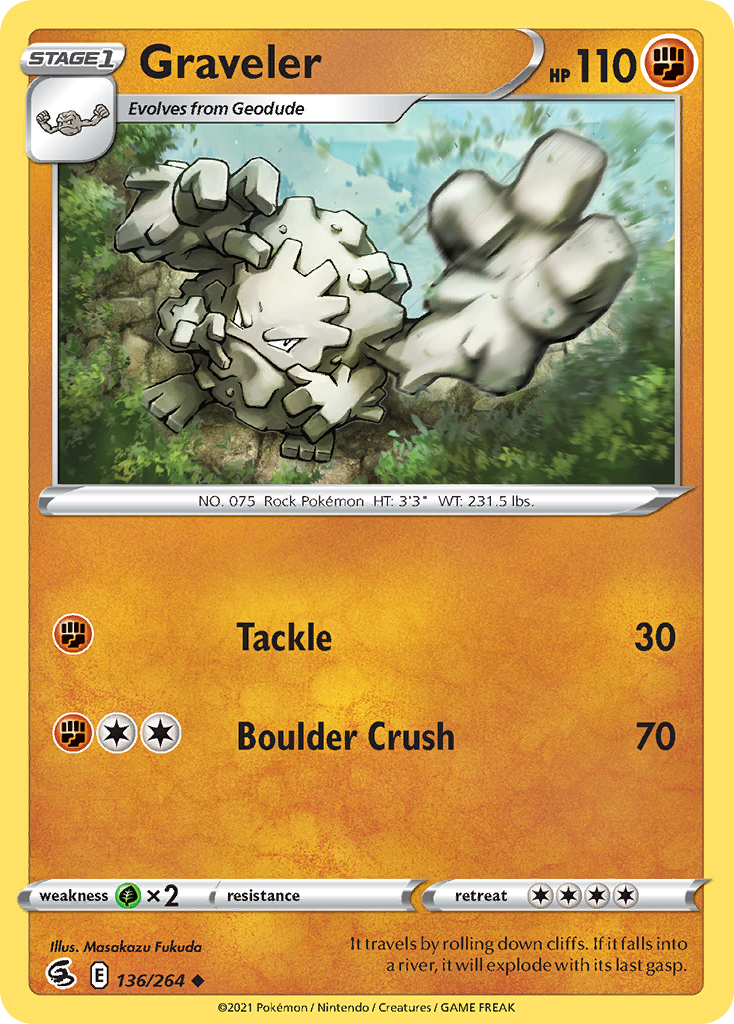 STAGE 1
Graveler
HP 110
Evolves from Geodude
NO. 075 Rock Pokémon HT: 3'3" WT: 231.5 lbs.
Tackle 30
Boulder Crush 70
weakness ×2 resistance retreat
Illus. Masakazu Fukuda
It travels by rolling down cliffs. If it falls into
a river, it will explode with its last gasp.
E 136/264
©2021 Pokémon / Nintendo / Creatures / GAME FREAK